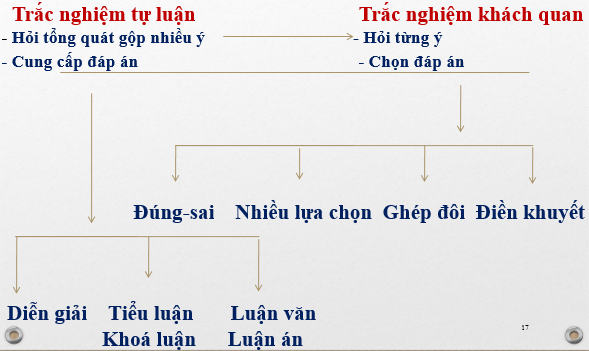 Trắc nghiệm tự luận
- Hỏi tổng quát gộp nhiều ý
- Cung cấp đáp án
Trắc nghiệm khách quan
- Hỏi từng ý
- Chọn đáp án
Đúng-sai
Nhiều lựa chọn
Ghép đôi
Điền khuyết
Diễn giải
Tiểu luận
Khoá luận
Luận văn
Luận án
17